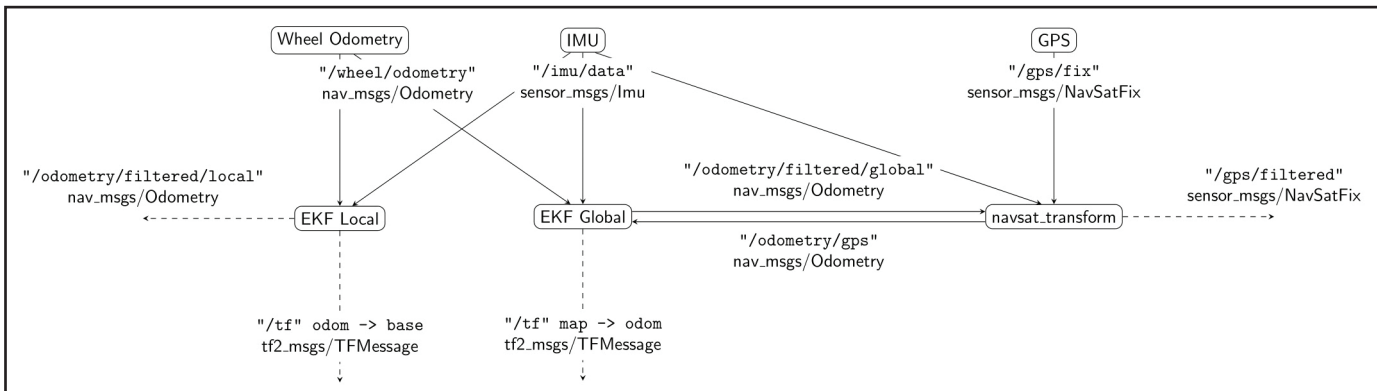 Wheel Odometry
IMU
GPS
"/wheel/odometry"
nav_msgs/Odometry
"/imu/data"
sensor_msgs/Imu
"/gps/fix"
sensor_msgs/NavSatFix
"/odometry/filtered/local"
nav_msgs/Odometry
"/odometry/filtered/global"
nav_msgs/Odometry
"/gps/filtered"
sensor_msgs/NavSatFix
EKF Local
EKF Global
navsat_transform
"/odometry/gps"
nav_msgs/Odometry
"/tf" odom -> base
tf2_msgs/TFMessage
"/tf" map -> odom
tf2_msgs/TFMessage